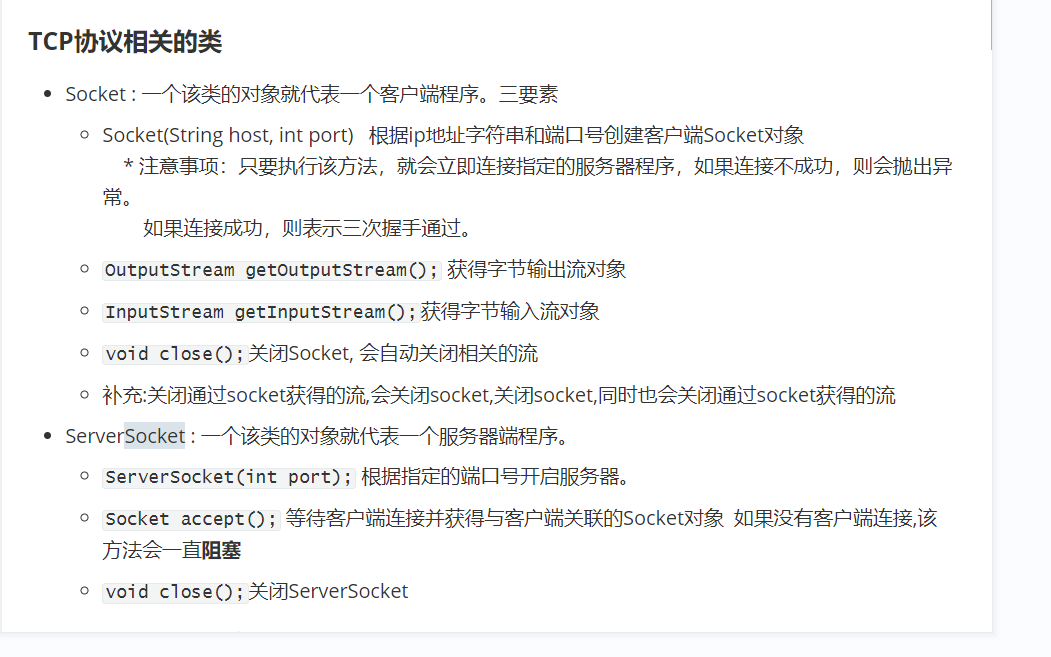 TCP协议相关的类
Socket : 一个该类的对象就代表一个客户端程序。三要素
Socket(String host, int port)   根据ip地址字符串和端口号创建客户端Socket对象
* 注意事项：只要执行该方法，就会立即连接指定的服务器程序，如果连接不成功，则会抛出异
常。
如果连接成功，则表示三次握手通过。
OutputStream getOutputStream(); 获得字节输出流对象
InputStream getInputStream();获得字节输入流对象
void close();关闭Socket, 会自动关闭相关的流
补充:关闭通过socket获得的流,会关闭socket,关闭socket,同时也会关闭通过socket获得的流
ServerSocket : 一个该类的对象就代表一个服务器端程序。
ServerSocket(int port); 根据指定的端口号开启服务器。
Socket accept(); 等待客户端连接并获得与客户端关联的Socket对象  如果没有客户端连接,该
方法会一直阻塞
void close();关闭ServerSocket